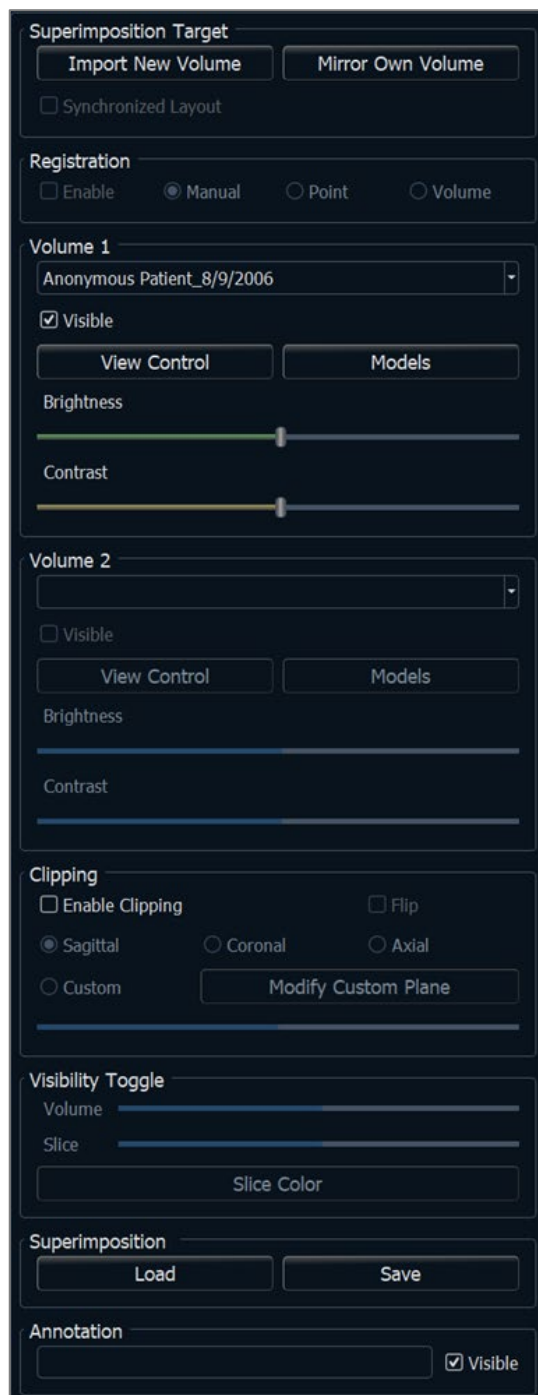 Superimposition Target
Import New Volume Mirror Own Volume
Synchronized Layout
Registration
Enable Manual Point Volume
Volume 1
Anonymous Patient_8/9/2006
Visible
View Control Models
Brightness
Contrast
Volume 2
Visible
View Control Models
Brightness
Contrast
Clipping
Enable Clipping Flip
Sagittal Coronal Axial
Custom Modify Custom Plane
Visibility Toggle
Volume
Slice
Slice Color
Superimposition
Load Save
Annotation
Visible